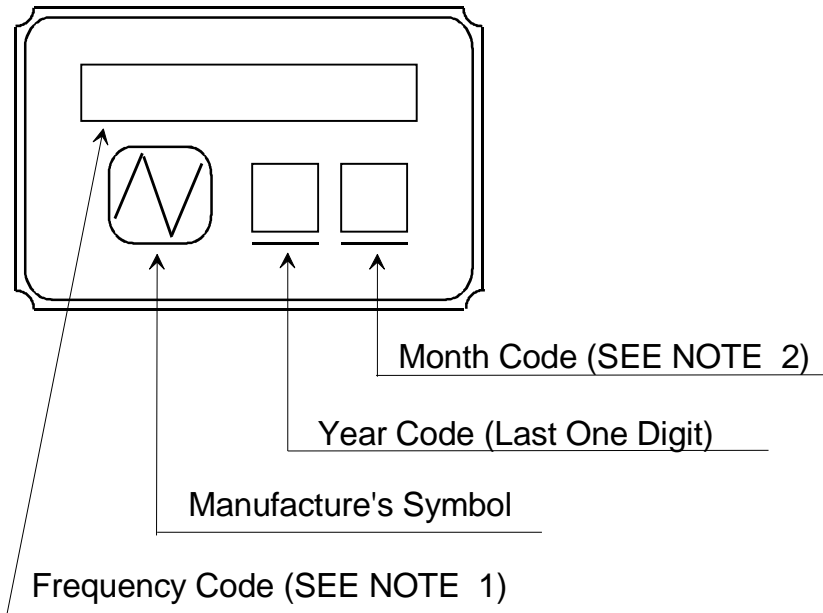 Month Code (SEE NOTE 2)
Year Code (Last One Digit)
Manufacture's Symbol
Frequency Code (SEE NOTE 1)